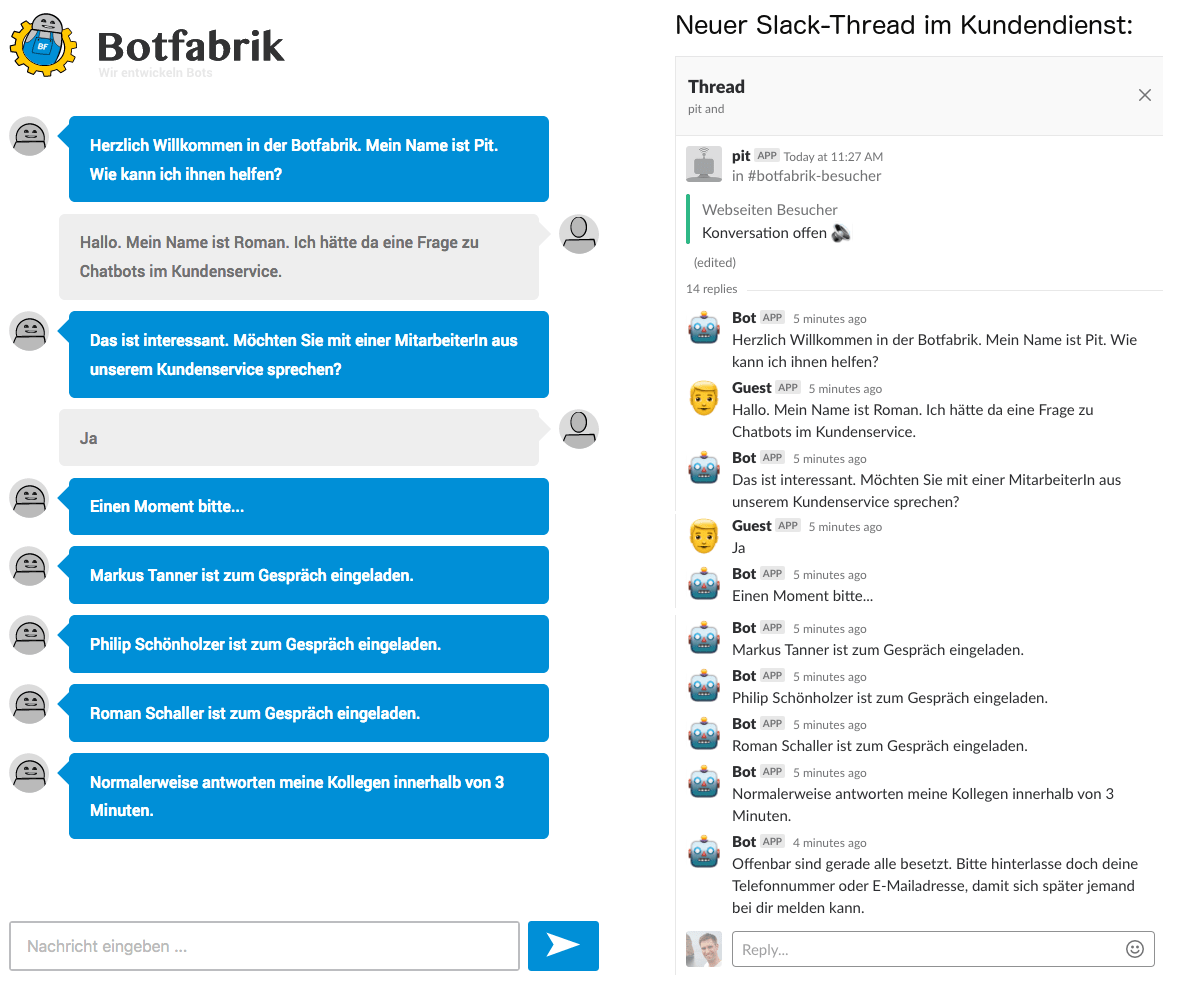 BF
Botfabrik
Wir entwickeln Bots
Herzlich Willkommen in der Botfabrik. Mein Name ist Pit.
Wie kann ich ihnen helfen?
Hallo. Mein Name ist Roman. Ich hätte da eine Frage zu
Chatbots im Kundenservice.
Das ist interessant. Möchten Sie mit einer MitarbeiterIn aus
unserem Kundenservice sprechen?
Ja
Einen Moment bitte...
Markus Tanner ist zum Gespräch eingeladen.
Philip Schönholzer ist zum Gespräch eingeladen.
Roman Schaller ist zum Gespräch eingeladen.
Normalerweise antworten meine Kollegen innerhalb von 3
Minuten.
Nachricht eingeben ...
Neuer Slack-Thread im Kundendienst:
Thread
pit and
pit APP Today at 11:27 AM
in #botfabrik-besucher
Webseiten Besucher
Konversation offen
(edited)
14 replies
Bot APP 5 minutes ago
Herzlich Willkommen in der Botfabrik. Mein Name ist Pit. Wie
kann ich ihnen helfen?
Guest APP 5 minutes ago
Hallo. Mein Name ist Roman. Ich hätte da eine Frage zu
Chatbots im Kundenservice.
Bot APP 5 minutes ago
Das ist interessant. Möchten Sie mit einer MitarbeiterIn aus
unserem Kundenservice sprechen?
Guest APP 5 minutes ago
Ja
Bot APP 5 minutes ago
Einen Moment bitte...
Bot APP 5 minutes ago
Markus Tanner ist zum Gespräch eingeladen.
Bot APP 5 minutes ago
Philip Schönholzer ist zum Gespräch eingeladen.
Bot APP 5 minutes ago
Roman Schaller ist zum Gespräch eingeladen.
Bot APP 5 minutes ago
Normalerweise antworten meine Kollegen innerhalb von 3
Minuten.
Bot APP 4 minutes ago
Offenbar sind gerade alle besetzt. Bitte hinterlasse doch deine
Telefonnummer oder E-Mailadresse, damit sich später jemand
bei dir melden kann.
Reply...